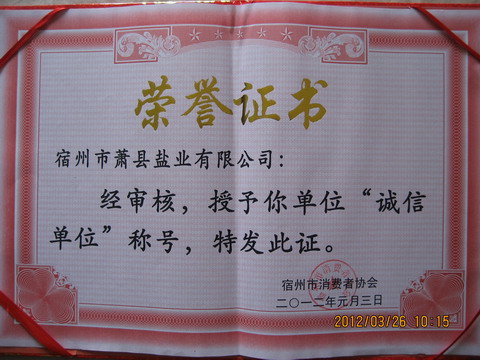 荣誉证书
宿州市萧县盐业有限公司：
经审核，授予你单位“诚信
单位”称号，特发此证。
宿州市消费者协会
二〇一二年元月三日
2012/03/26 10:15